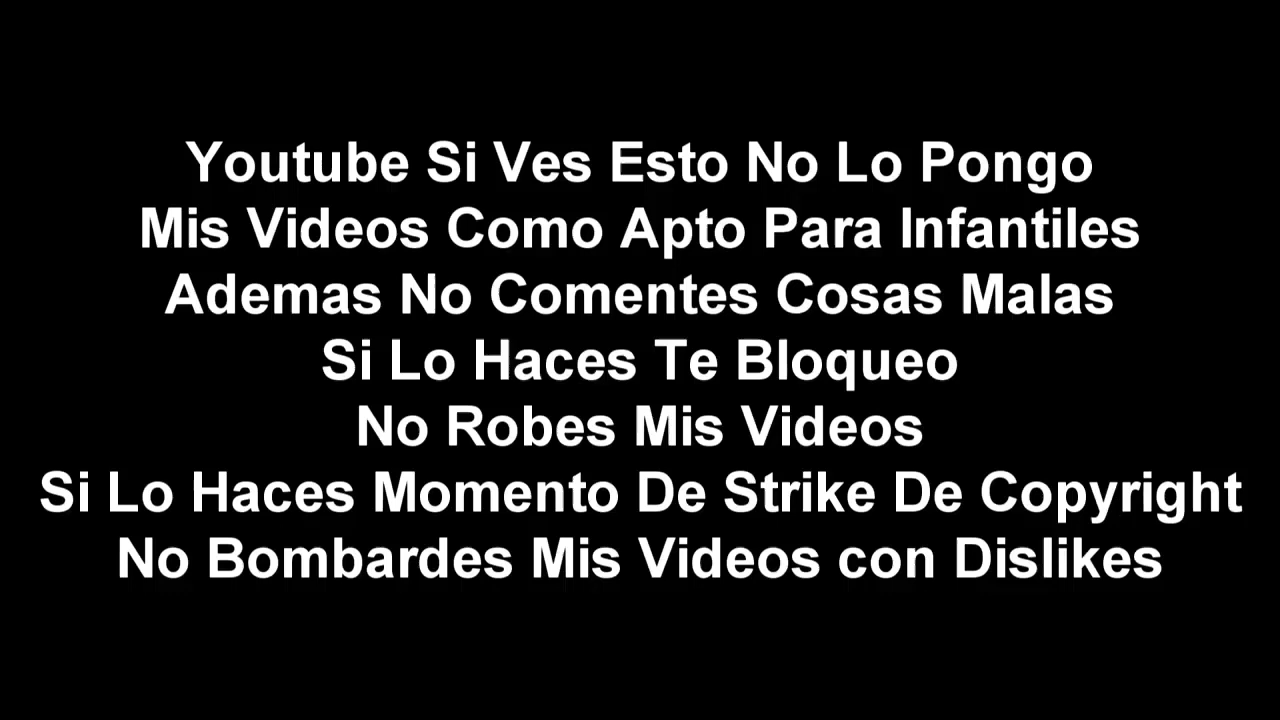 Youtube Si Ves Esto No Lo Pongo
Mis Videos Como Apto Para Infantiles
Ademas No Comentes Cosas Malas
Si Lo Haces Te Bloqueo
No Robes Mis Videos
Si Lo Haces Momento De Strike De Copyright
No Bombardes Mis Videos con Dislikes